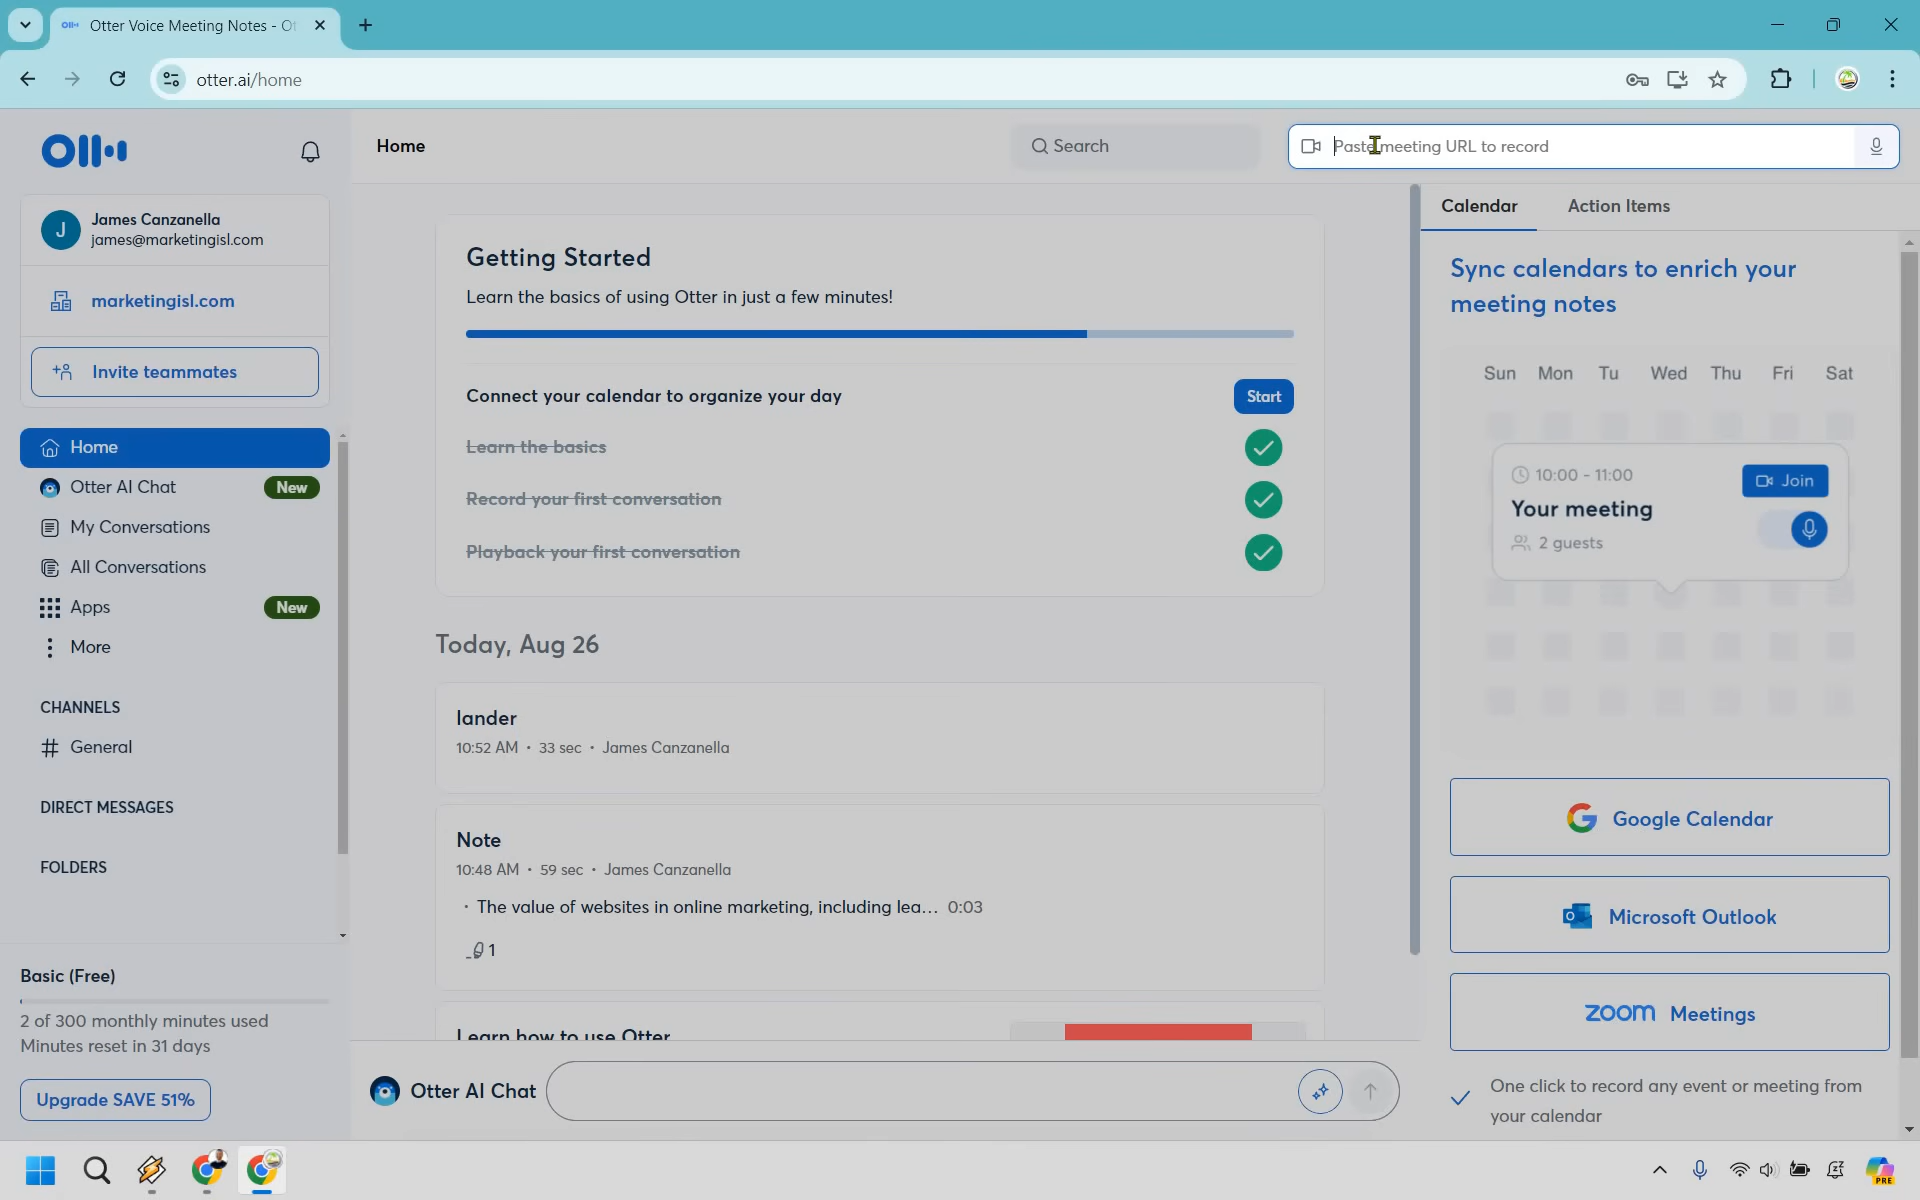 Otter Voice Meeting Notes - Ot
otter.ai/home
Home
Search
Paste meeting URL to record
James Canzanella
james@marketingisl.com
marketingisl.com
Invite teammates
Home
Otter AI Chat New
My Conversations
All Conversations
Apps New
More
CHANNELS
General
DIRECT MESSAGES
FOLDERS
Basic (Free)
2 of 300 monthly minutes used
Minutes reset in 31 days
Upgrade SAVE 51%
Getting Started
Learn the basics of using Otter in just a few minutes!
Connect your calendar to organize your day Start
Learn the basics
Record your first conversation
Playback your first conversation
Today, Aug 26
lander
10:52 AM • 33 sec • James Canzanella
Note
10:48 AM • 59 sec • James Canzanella
· The value of websites in online marketing, including lea... 0:03
1
Learn how to use Otter
Otter AI Chat
Calendar Action Items
Sync calendars to enrich your
meeting notes
Sun Mon Tu Wed Thu Fri Sat
10:00 - 11:00 Join
Your meeting
2 guests
Google Calendar
Microsoft Outlook
zoom Meetings
One click to record any event or meeting from
your calendar
PRE